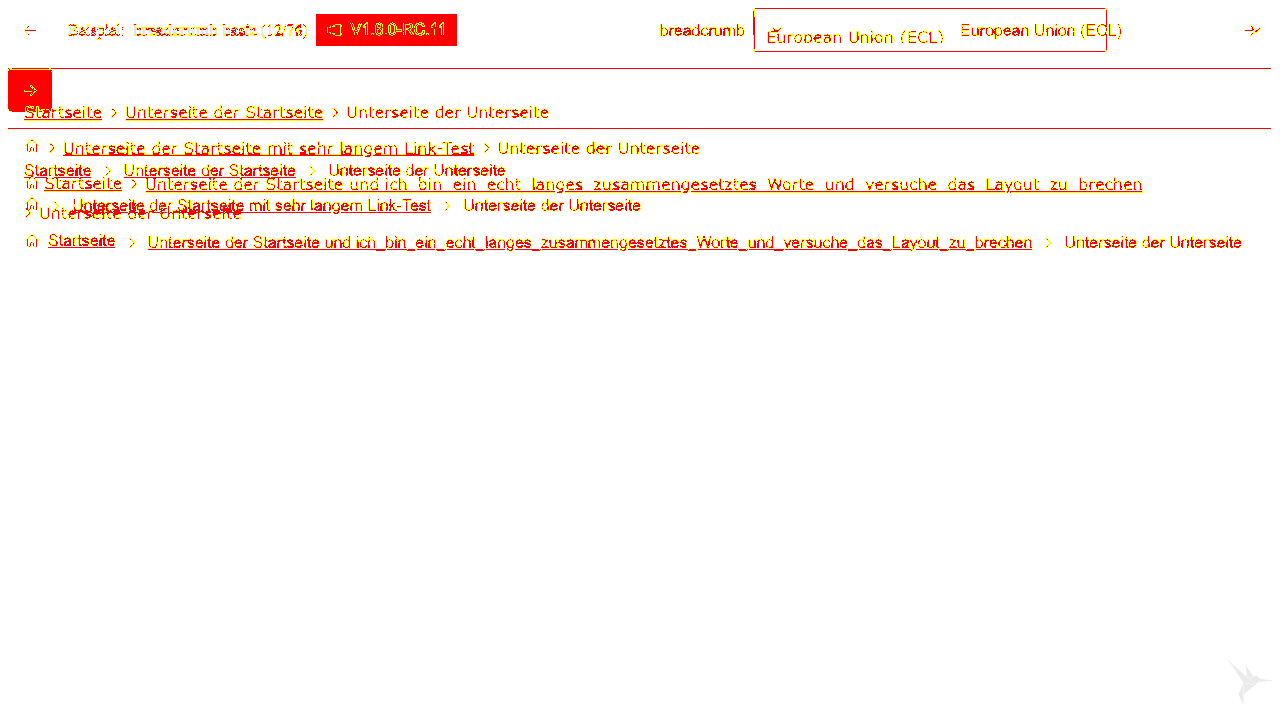 Beispiel: breadcrumb basic (12/76) V1.6.0-RC.11 breadcrumb European Union (ECL) European Union (ECL)
Startseite > Unterseite der Startseite > Unterseite der Unterseite
> Unterseite der Startseite mit sehr langem Link-Test > Unterseite der Unterseite
Startseite > Unterseite der Startseite > Unterseite der Unterseite
Startseite > Unterseite der Startseite und ich_bin_ein_echt_langes_zusammengesetztes_Worte_und_versuche_das_Layout_zu_brechen
> Unterseite der Startseite mit sehr langem Link-Test > Unterseite der Unterseite
> Unterseite der Unterseite
Startseite > Unterseite der Startseite und ich_bin_ein_echt_langes_zusammengesetztes_Worte_und_versuche_das_Layout_zu_brechen > Unterseite der Unterseite